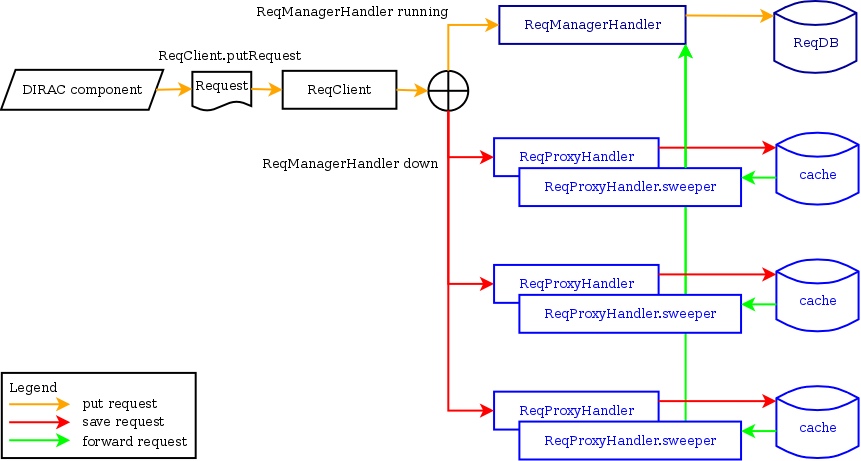 ReqManagerHandler running
ReqManagerHandler
ReqDB
ReqClient.putRequest
DIRAC component
Request
ReqClient
ReqManagerHandler down
ReqProxyHandler
ReqProxyHandler.sweeper
cache
ReqProxyHandler
ReqProxyHandler.sweeper
cache
ReqProxyHandler
ReqProxyHandler.sweeper
cache
Legend
put request
save request
forward request